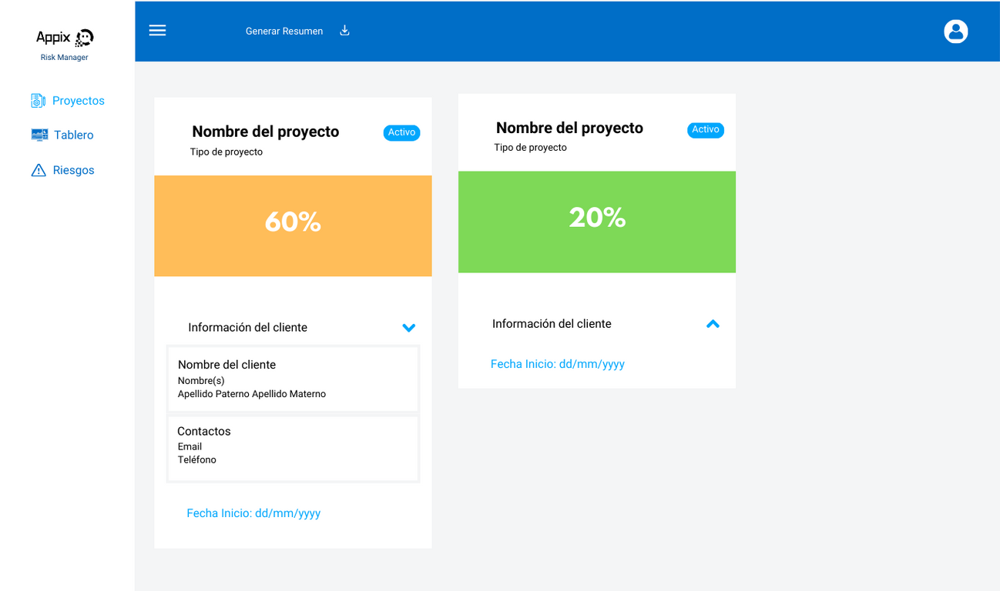 Appix
Risk Manager
Proyectos
Tablero
Riesgos
Generar Resumen
Nombre del proyecto
Activo
Tipo de proyecto
60%
Información del cliente
Nombre del cliente
Nombre(s)
Apellido Paterno Apellido Materno
Contactos
Email
Teléfono
Fecha Inicio: dd/mm/yyyy
Nombre del proyecto
Activo
Tipo de proyecto
20%
Información del cliente
Fecha Inicio: dd/mm/yyyy